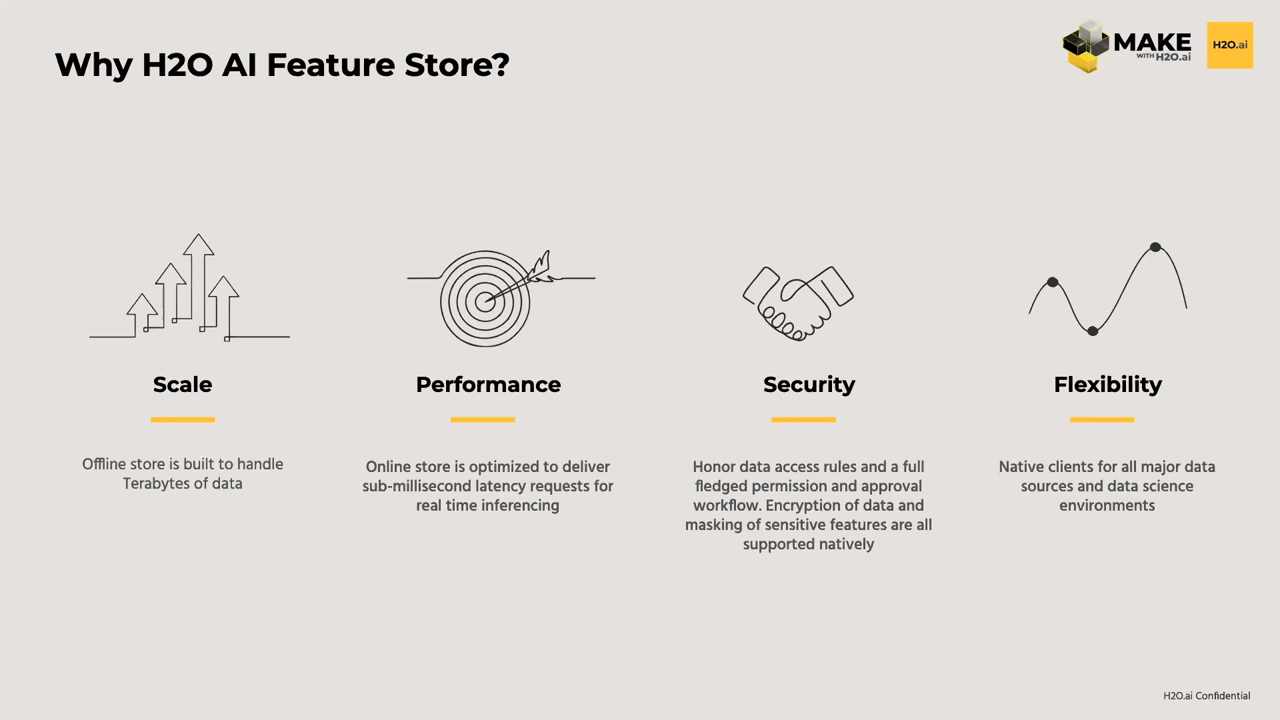 Why H2O AI Feature Store?
MAKE
WITH H2O.ai
H2O.ai
Scale
Offline store is built to handle
Terabytes of data
Performance
Online store is optimized to deliver
sub-millisecond latency requests for
real time inferencing
Security
Honor data access rules and a full
fledged permission and approval
workflow. Encryption of data and
masking of sensitive features are all
supported natively
Flexibility
Native clients for all major data
sources and data science
environments
H2O.ai Confidential